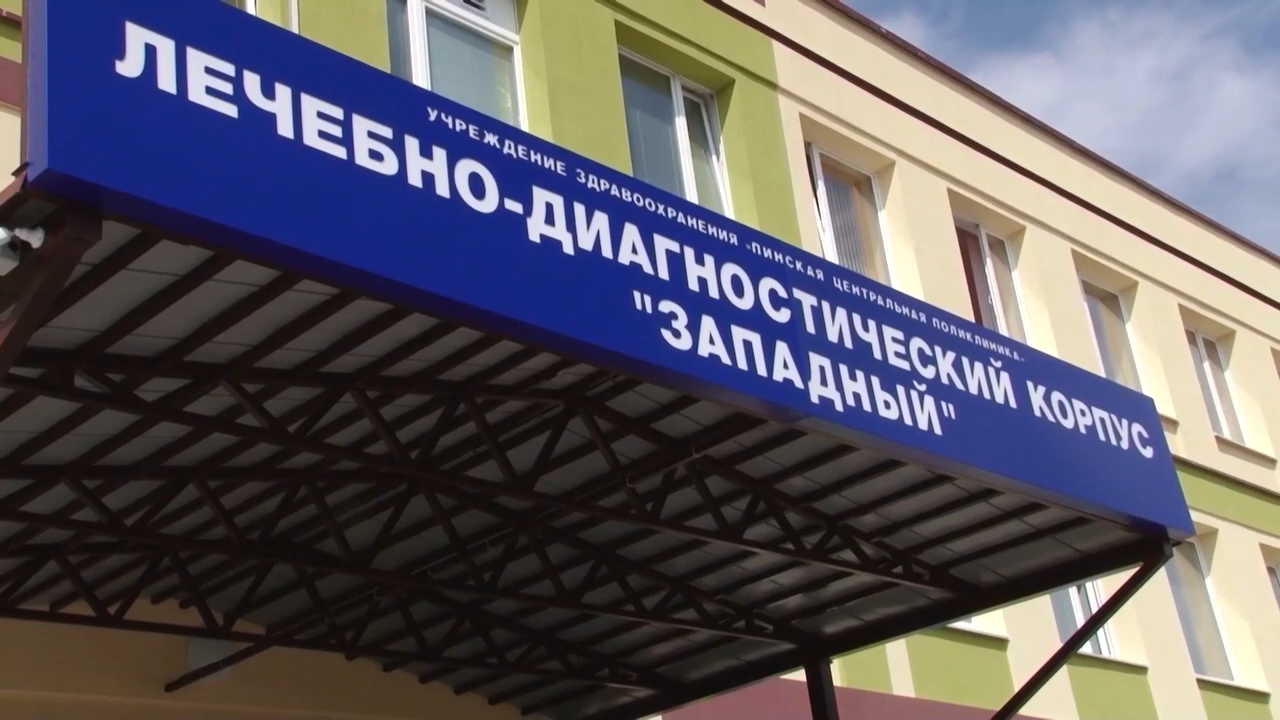 УЧРЕЖДЕНИЕ ЗДРАВООХРАНЕНИЯ «ПИНСКАЯ ЦЕНТРАЛЬНАЯ ПОЛИКЛИНИКА»
ЛЕЧЕБНО-ДИАГНОСТИЧЕСКИЙ КОРПУС
"ЗАПАДНЫЙ"